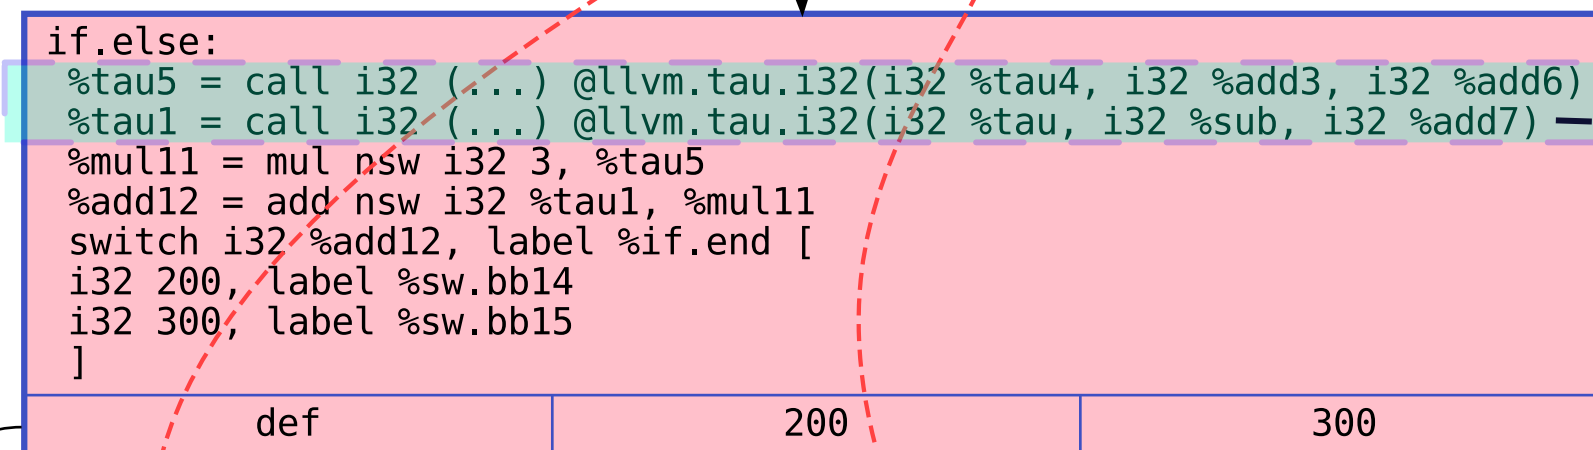 if.else:
%tau5 = call i32 (...) @llvm.tau.i32(i32 %tau4, i32 %add3, i32 %add6)
%tau1 = call i32 (...) @llvm.tau.i32(i32 %tau, i32 %sub, i32 %add7)
%mul11 = mul nsw i32 3, %tau5
%add12 = add nsw i32 %tau1, %mul11
switch i32 %add12, label %if.end [
i32 200, label %sw.bb14
i32 300, label %sw.bb15
]
def 200 300